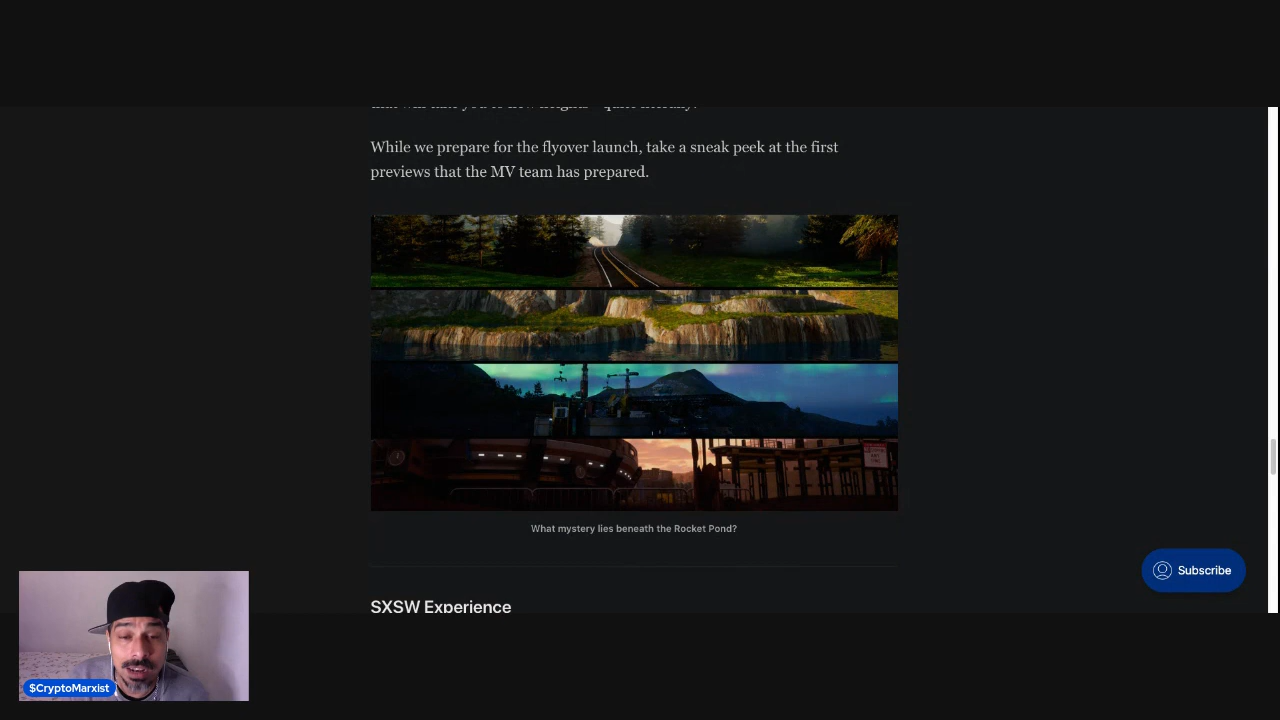 While we prepare for the flyover launch, take a sneak peek at the first
previews that the MV team has prepared.
What mystery lies beneath the Rocket Pond?
Subscribe
SXSW Experience
$CryptoMarxist